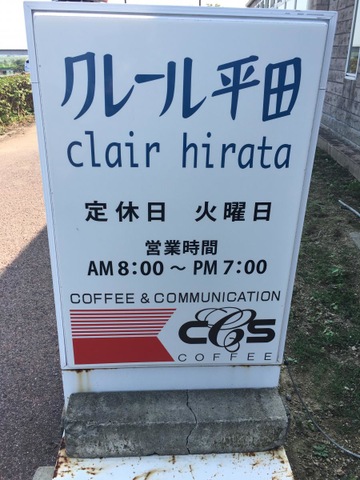 クレール平田
clair hirata
定休日 火曜日
営業時間
AM 8:00 〜 PM 7:00
COFFEE & COMMUNICATION
CCS
COFFEE